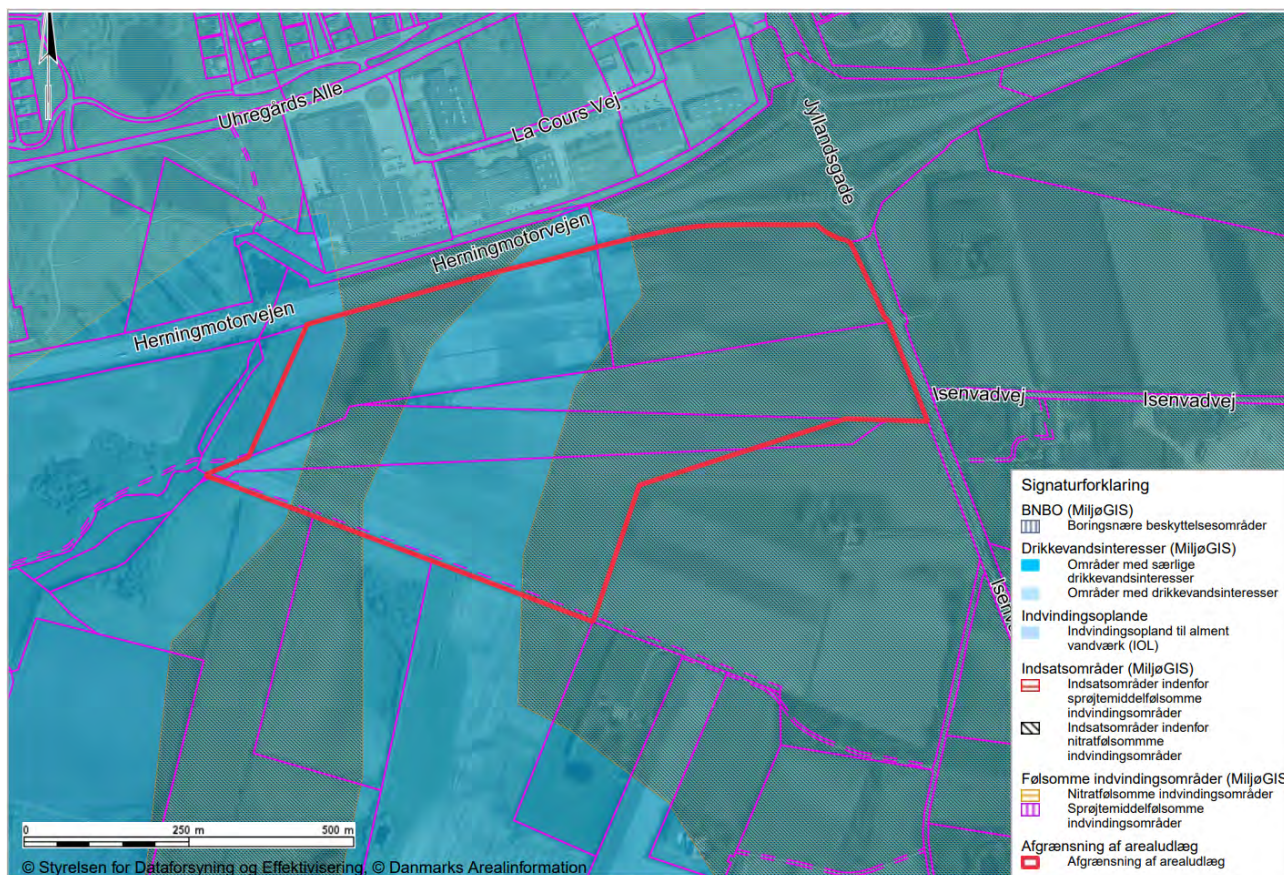 Uhregårds Alle
La Cours Vej
Jyllandsgade
Herningmotorvejen
Herningmotorvejen
Isenvadvej
Isenvadvej
Signaturforklaring
BNBO (MiljøGIS)
Boringsnære beskyttelsesområder
Drikkevandsinteresser (MiljøGIS)
Områder med særlige
drikkevandsinteresser
Områder med drikkevandsinteresser
Indvindingsoplande
Indvindingsopland til alment
vandværk (IOL)
Indsatsområder (MiljøGIS)
Indsatsområder indenfor
sprøjtemiddelfølsomme
indvindingsområder
Indsatsområder indenfor
nitratfølsommme
indvindingsområder
Følsomme indvindingsområder (MiljøGIS
Nitratfølsomme indvindingsområder
Sprøjtemiddelfølsomme
indvindingsområder
Afgrænsning af arealudlæg
Afgrænsning af arealudlæg
0 250 m 500 m
© Styrelsen for Dataforsyning og Effektivisering, © Danmarks Arealinformation